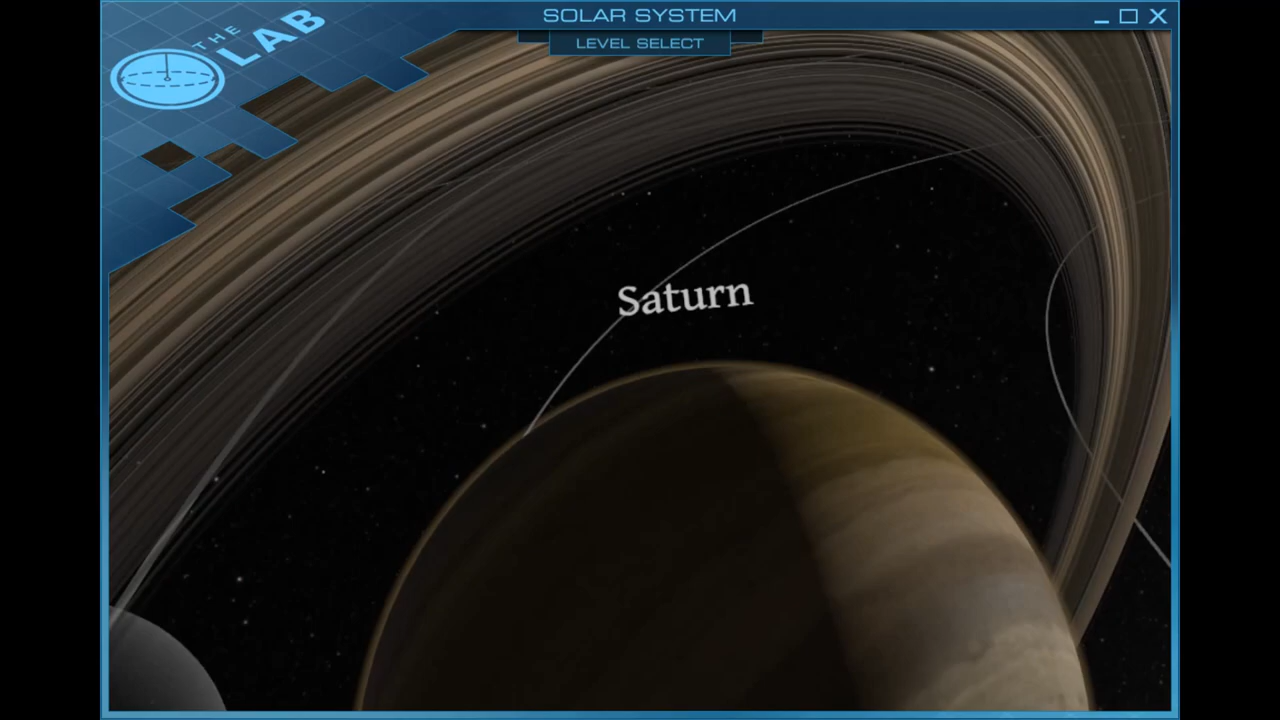 THE
LAB
SOLAR SYSTEM
LEVEL SELECT
Saturn